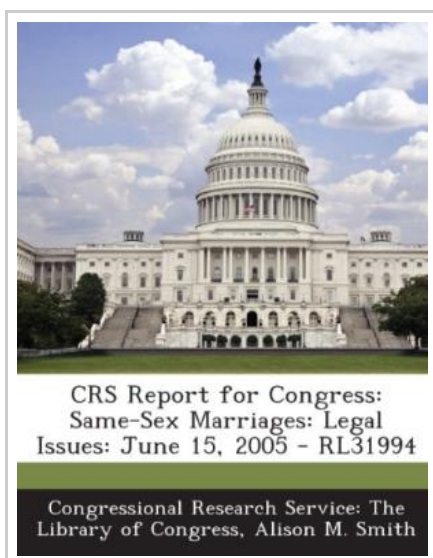 CRS Report for Congress:
Same-Sex Marriages: Legal
Issues: June 15, 2005 - RL31994
Congressional Research Service: The
Library of Congress, Alison M. Smith